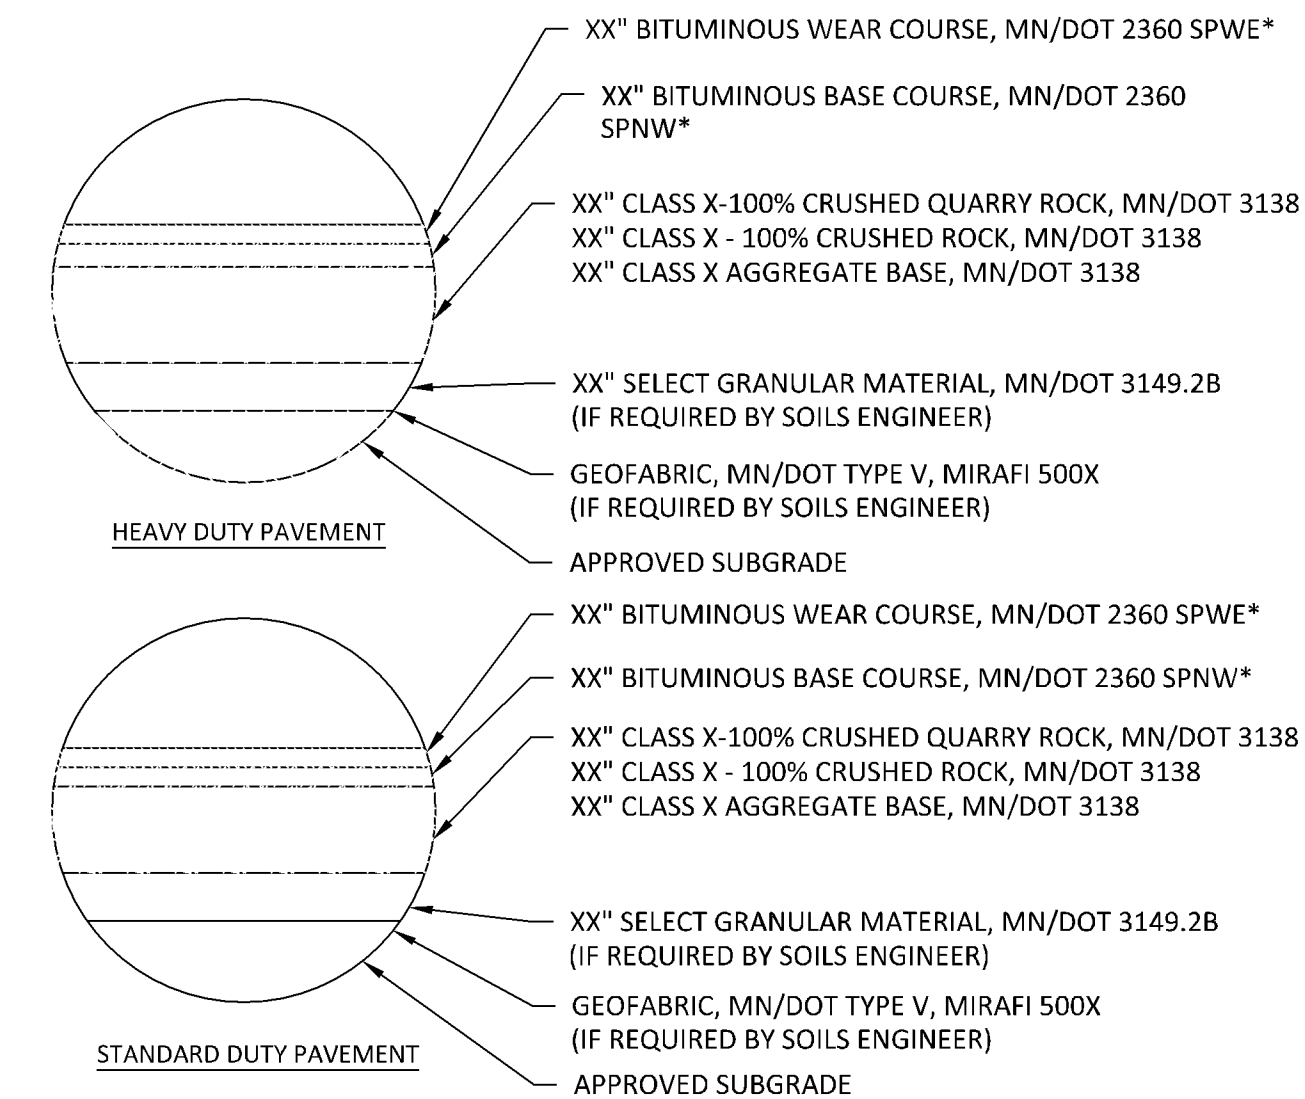 XX" BITUMINOUS WEAR COURSE, MN/DOT 2360 SPWE*
XX" BITUMINOUS BASE COURSE, MN/DOT 2360
SPNW*
XX" CLASS X-100% CRUSHED QUARRY ROCK, MN/DOT 3138
XX" CLASS X - 100% CRUSHED ROCK, MN/DOT 3138
XX" CLASS X AGGREGATE BASE, MN/DOT 3138
XX" SELECT GRANULAR MATERIAL, MN/DOT 3149.2B
(IF REQUIRED BY SOILS ENGINEER)
GEOFABRIC, MN/DOT TYPE V, MIRAFI 500X
(IF REQUIRED BY SOILS ENGINEER)
APPROVED SUBGRADE
HEAVY DUTY PAVEMENT
XX" BITUMINOUS WEAR COURSE, MN/DOT 2360 SPWE*
XX" BITUMINOUS BASE COURSE, MN/DOT 2360 SPNW*
XX" CLASS X-100% CRUSHED QUARRY ROCK, MN/DOT 3138
XX" CLASS X - 100% CRUSHED ROCK, MN/DOT 3138
XX" CLASS X AGGREGATE BASE, MN/DOT 3138
XX" SELECT GRANULAR MATERIAL, MN/DOT 3149.2B
(IF REQUIRED BY SOILS ENGINEER)
GEOFABRIC, MN/DOT TYPE V, MIRAFI 500X
(IF REQUIRED BY SOILS ENGINEER)
APPROVED SUBGRADE
STANDARD DUTY PAVEMENT